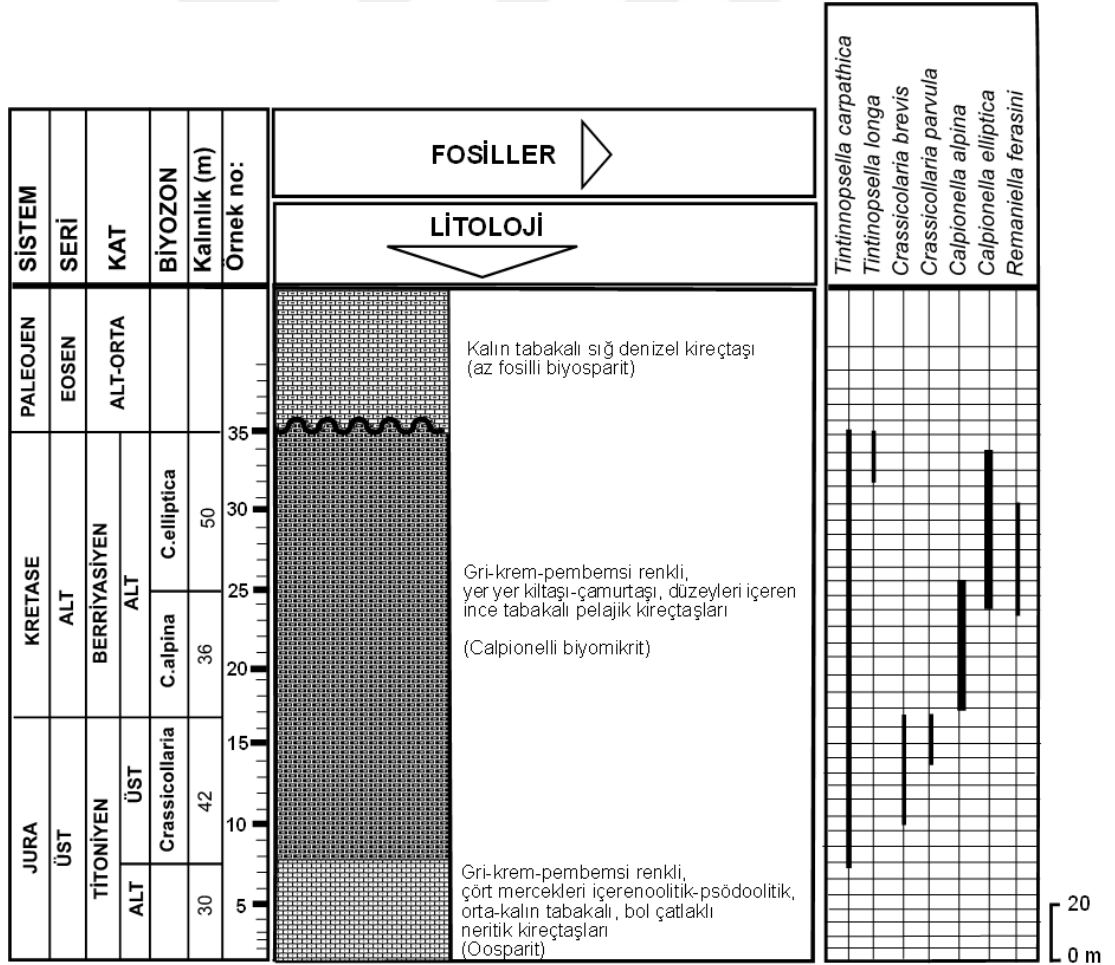 SİSTEM
SERİ
KAT
BİYOZON
Kalınlık (m)
Örnek no:
FOSİLLER
LİTOLOJİ
Tintinnopsella carpathica
Tintinopsella longa
Crassicolaria brevis
Crassicollaria parvula
Calpionella alpina
Calpionella elliptica
Remaniella ferasini
PALEOJEN
EOSEN
ALT-ORTA
Kalın tabakalı sığ denizel kireçtaşı
(az fosilli biyosparit)
KRETASE
ALT
BERRİYASİYEN
ALT
C.elliptica
50
C.alpina
36
35
30
25
20
15
10
5
Gri-krem-pembemsi renkli,
yer yer kiltaşı-çamurtaşı, düzeyleri içeren
ince tabakalı pelajik kireçtaşları
(Calpionelli biyomikrit)
JURA
ÜST
TİTONİYEN
ÜST
ALT
Crassicollaria
42
30
Gri-krem-pembemsi renkli,
çört mercekleri içerenoolitik-psödoolitik,
orta-kalın tabakalı, bol çatlaklı
neritik kireçtaşları
(Oosparit)
20
0 m